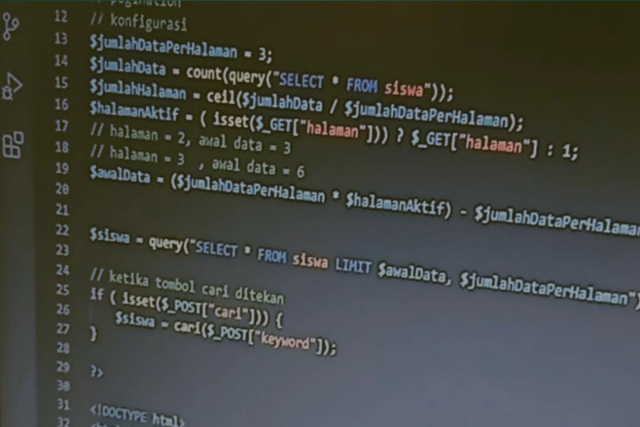 // pagination
12 // konfigurasi
13 $jumlahDataPerHalaman = 3;
14 $jumlahData = count(query("SELECT * FROM siswa"));
15 $jumlahHalaman = ceil($jumlahData / $jumlahDataPerHalaman);
16 $halamanAktif = ( isset($_GET["halaman"])) ? $_GET["halaman"] : 1;
17 // halaman = 2, awal data = 3
18 // halaman = 3 , awal data = 6
19 $awalData = ($jumlahDataPerHalaman * $halamanAktif) - $jumlahDataPerHalaman
20
21
22 $siswa = query("SELECT * FROM siswa LIMIT $awalData, $jumlahDataPerHalaman")
23
24 // ketika tombol cari ditekan
25 if ( isset($_POST["cari"])) {
26 $siswa = cari($_POST["keyword"]);
27 }
28
29 ?>
30
31 <!DOCTYPE html>
32